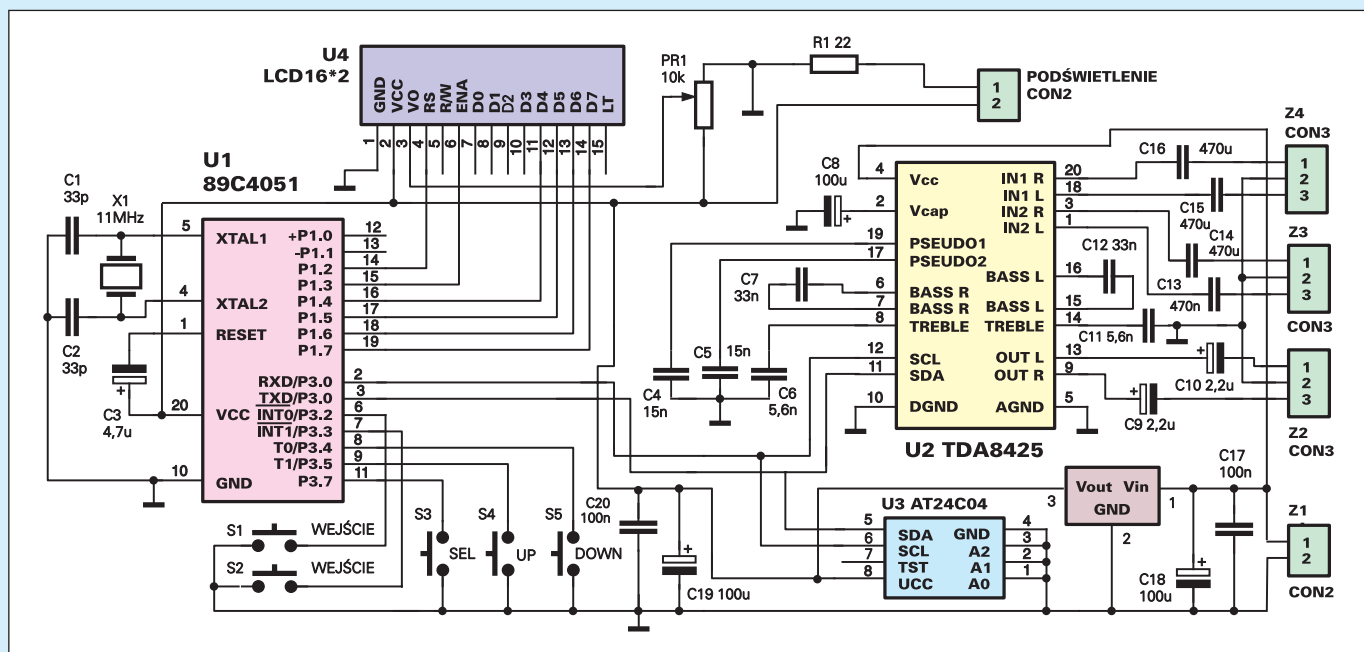 U4
LCD16*2
GND
VCC
VO
RS
R/W
ENA
D0
D1
D2
D3
D4
D5
D6
D7
LT
1
2
3
4
5
6
7
8
9
10
11
12
13
14
15
PR1
10k
R1 22
1
2
PODŚWIETLENIE
CON2
U1
89C4051
C1
33p
X1
11MHz
C2
33p
C3
4,7u
+
5
4
1
20
10
XTAL1
XTAL2
RESET
VCC
GND
+P1.0
-P1.1
P1.2
P1.3
P1.4
P1.5
P1.6
P1.7
RXD/P3.0
TXD/P3.0
INT0/P3.2
INT1/P3.3
T0/P3.4
T1/P3.5
P3.7
12
13
14
15
16
17
18
19
2
3
6
7
8
9
11
S1
WEJŚCIE
S2
WEJŚCIE
S3
SEL
S4
UP
S5
DOWN
C20
100n
+
C19 100u
C8
100u
+
C7
33n
C4
15n
C5
15n
C6
5,6n
4
2
19
17
6
7
8
12
11
10
Vcc
Vcap
PSEUDO1
PSEUDO2
BASS R
BASS R
TREBLE
SCL
SDA
DGND
IN1 R
IN1 L
IN2 R
IN2 L
BASS L
BASS L
TREBLE
OUT L
OUT R
AGND
20
18
3
1
16
15
14
13
9
5
U2 TDA8425
C16
470u
C15
470u
C14
470u
C13
470n
C12 33n
C11 5,6n
+
C10 2,2u
+
C9 2,2u
Z4
CON3
1
2
3
Z3
1
2
3
CON3
1
2
3
Z2
CON3
U3 AT24C04
5
6
7
8
SDA
SCL
TST
UCC
GND
A2
A1
A0
4
3
2
1
3
Vout
Vin
GND
1
2
C17
100n
+
C18
100u
Z1
1
2
CON2